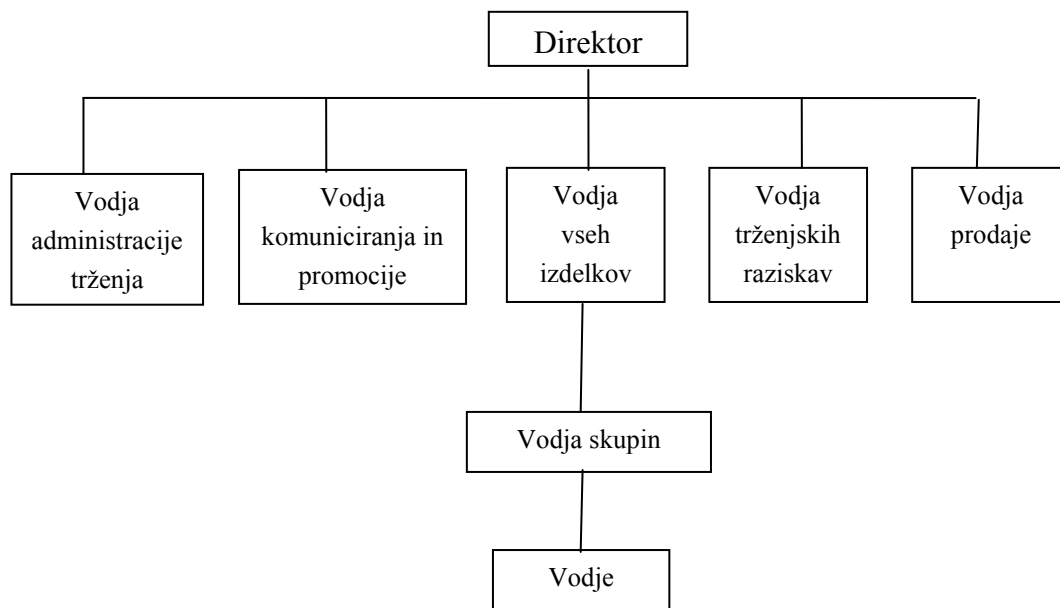 Direktor
Vodja
administracije
trženja
Vodja
komuniciranja in
promocije
Vodja
vseh
izdelkov
Vodja
trženjskih
raziskav
Vodja
prodaje
Vodja skupin
Vodje